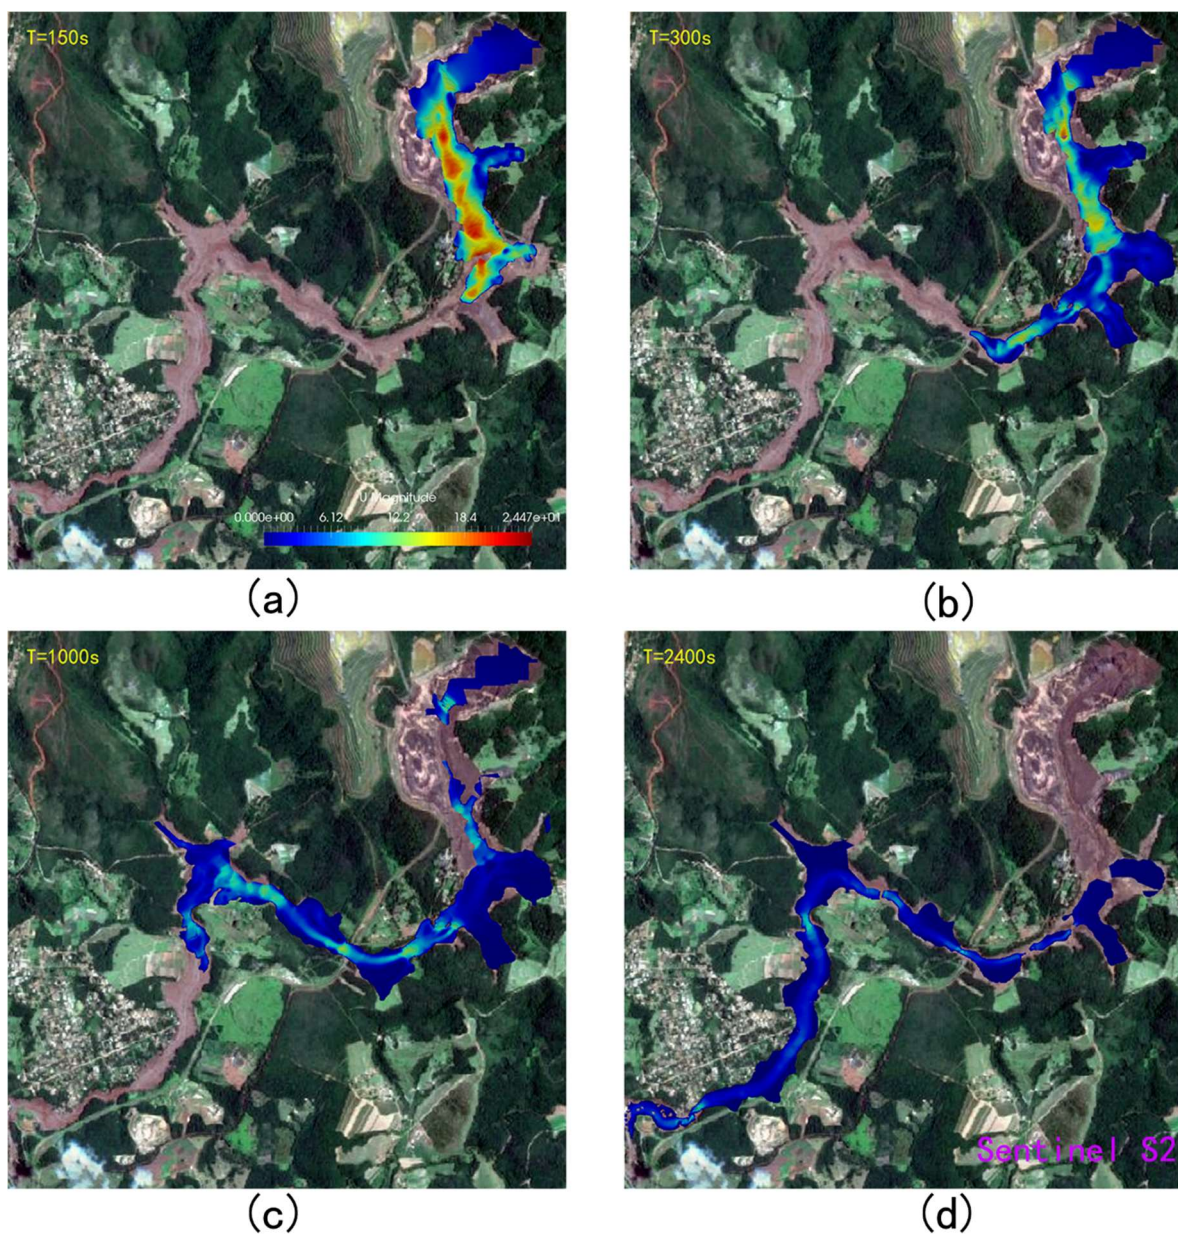 T=150s
T=300s
U Magnitude
0.000e+00 6.12 12.2 18.4 2.447e+01
(a)
(b)
T=1000s
T=2400s
Sentinel S2
(c)
(d)